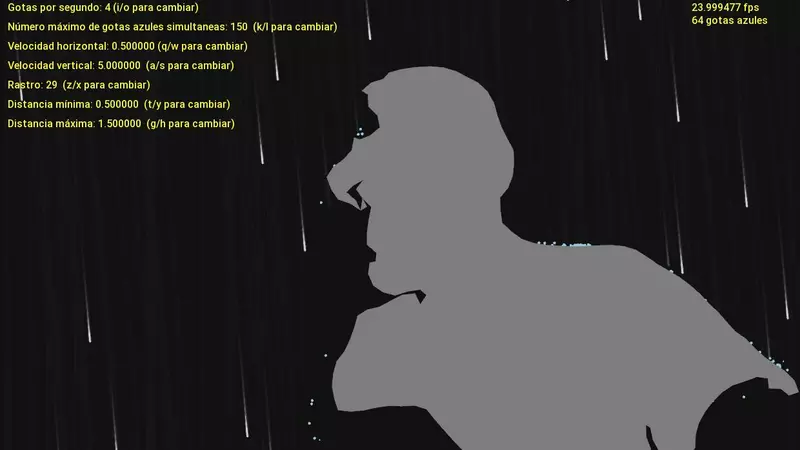 Gotas por segundo: 4 (i/o para cambiar)
Número máximo de gotas azules simultaneas: 150 (k/l para cambiar)
Velocidad horizontal: 0.500000 (q/w para cambiar)
Velocidad vertical: 5.000000 (a/s para cambiar)
Rastro: 29 (z/x para cambiar)
Distancia mínima: 0.500000 (t/y para cambiar)
Distancia máxima: 1.500000 (g/h para cambiar)
23.999477 fps
64 gotas azules